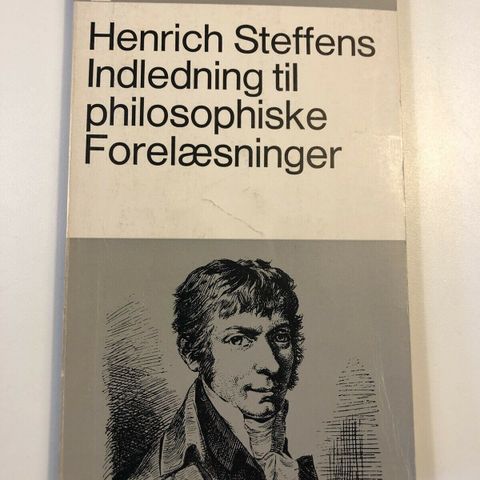 Henrich Steffens
Indledning til
philosophiske
Forelæsninger